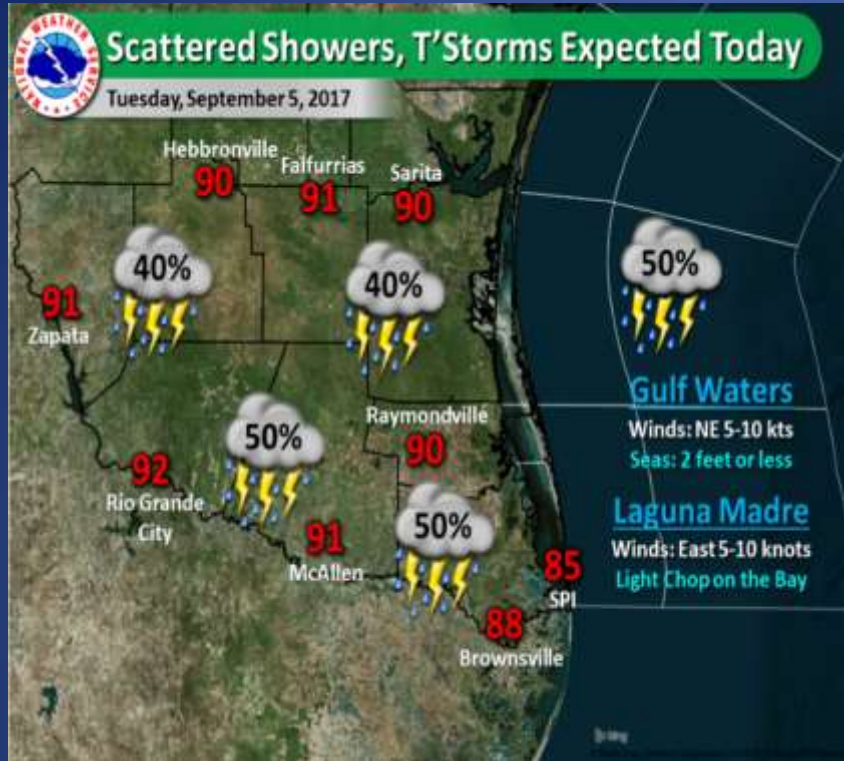 NATIONAL WEATHER SERVICE
Scattered Showers, T'Storms Expected Today
Tuesday, September 5, 2017
Hebbronville
90
Falfurrias
91
Sarita
90
40%
40%
50%
91
Zapata
Gulf Waters
Winds: NE 5-10 kts
Seas: 2 feet or less
Raymondville
90
50%
92
Rio Grande
City
50%
Laguna Madre
Winds: East 5-10 knots
Light Chop on the Bay
91
McAllen
85
SPI
88
Brownsville